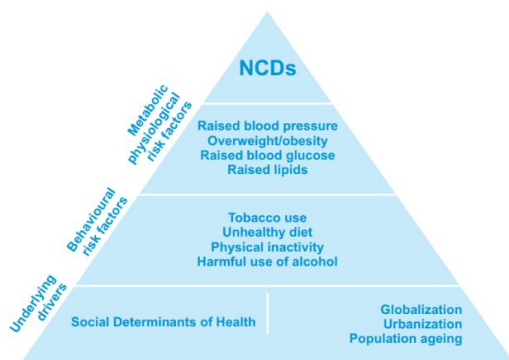 NCDs
Metabolic
physiological
risk factors
Raised blood pressure
Overweight/obesity
Raised blood glucose
Raised lipids
Behavioural
risk factors
Tobacco use
Unhealthy diet
Physical inactivity
Harmful use of alcohol
Underlying
drivers
Social Determinants of Health
Globalization
Urbanization
Population ageing